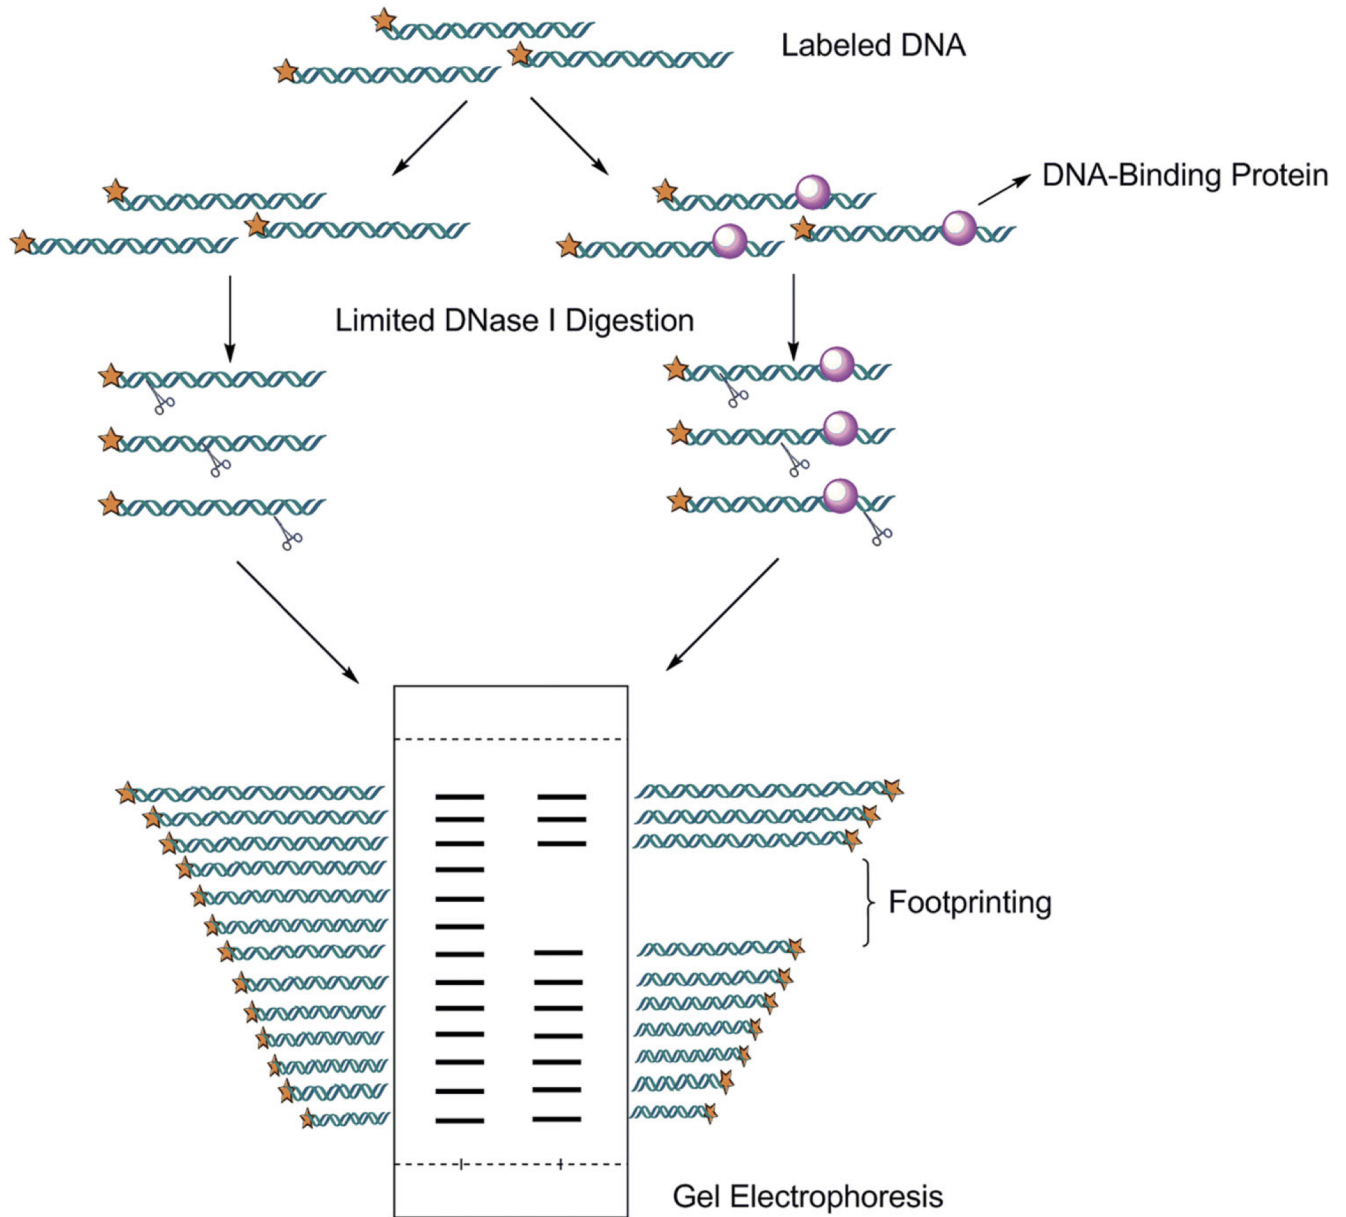 Labeled DNA
DNA-Binding Protein
Limited DNase I Digestion
Footprinting
Gel Electrophoresis